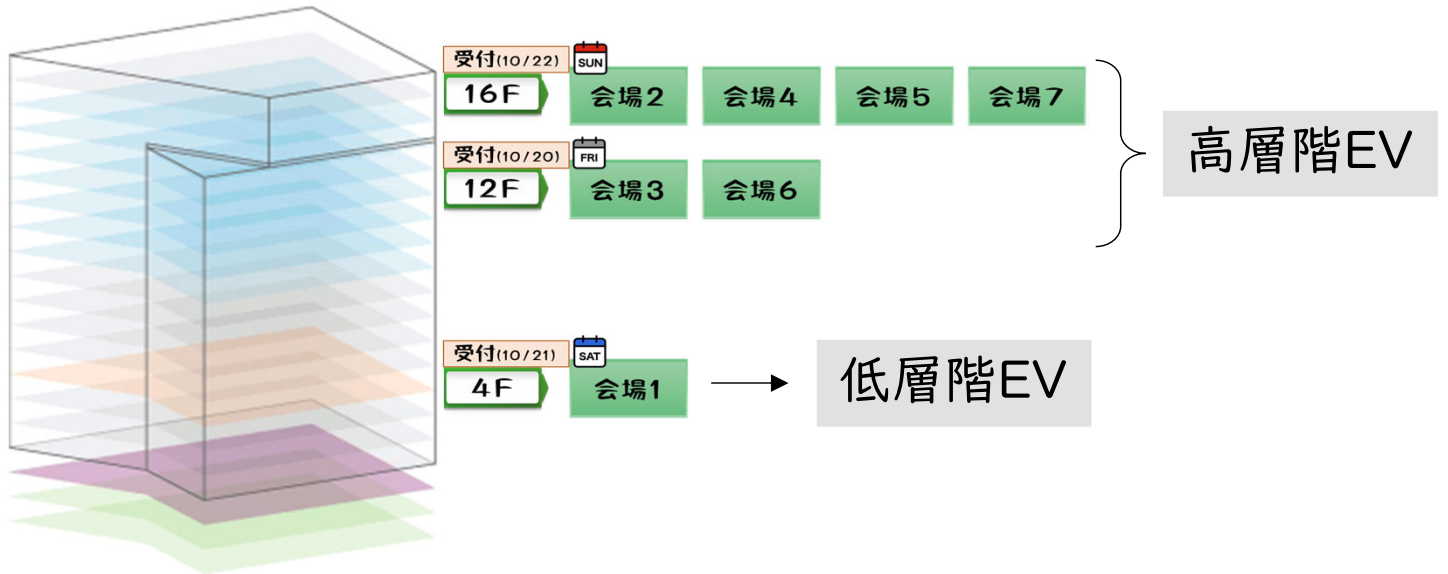 受付(10/22)
SUN
16F
会場2
会場4
会場5
会場7
高層階EV
受付(10/20)
FRI
12F
会場3
会場6
受付(10/21)
SAT
4F
会場1
低層階EV